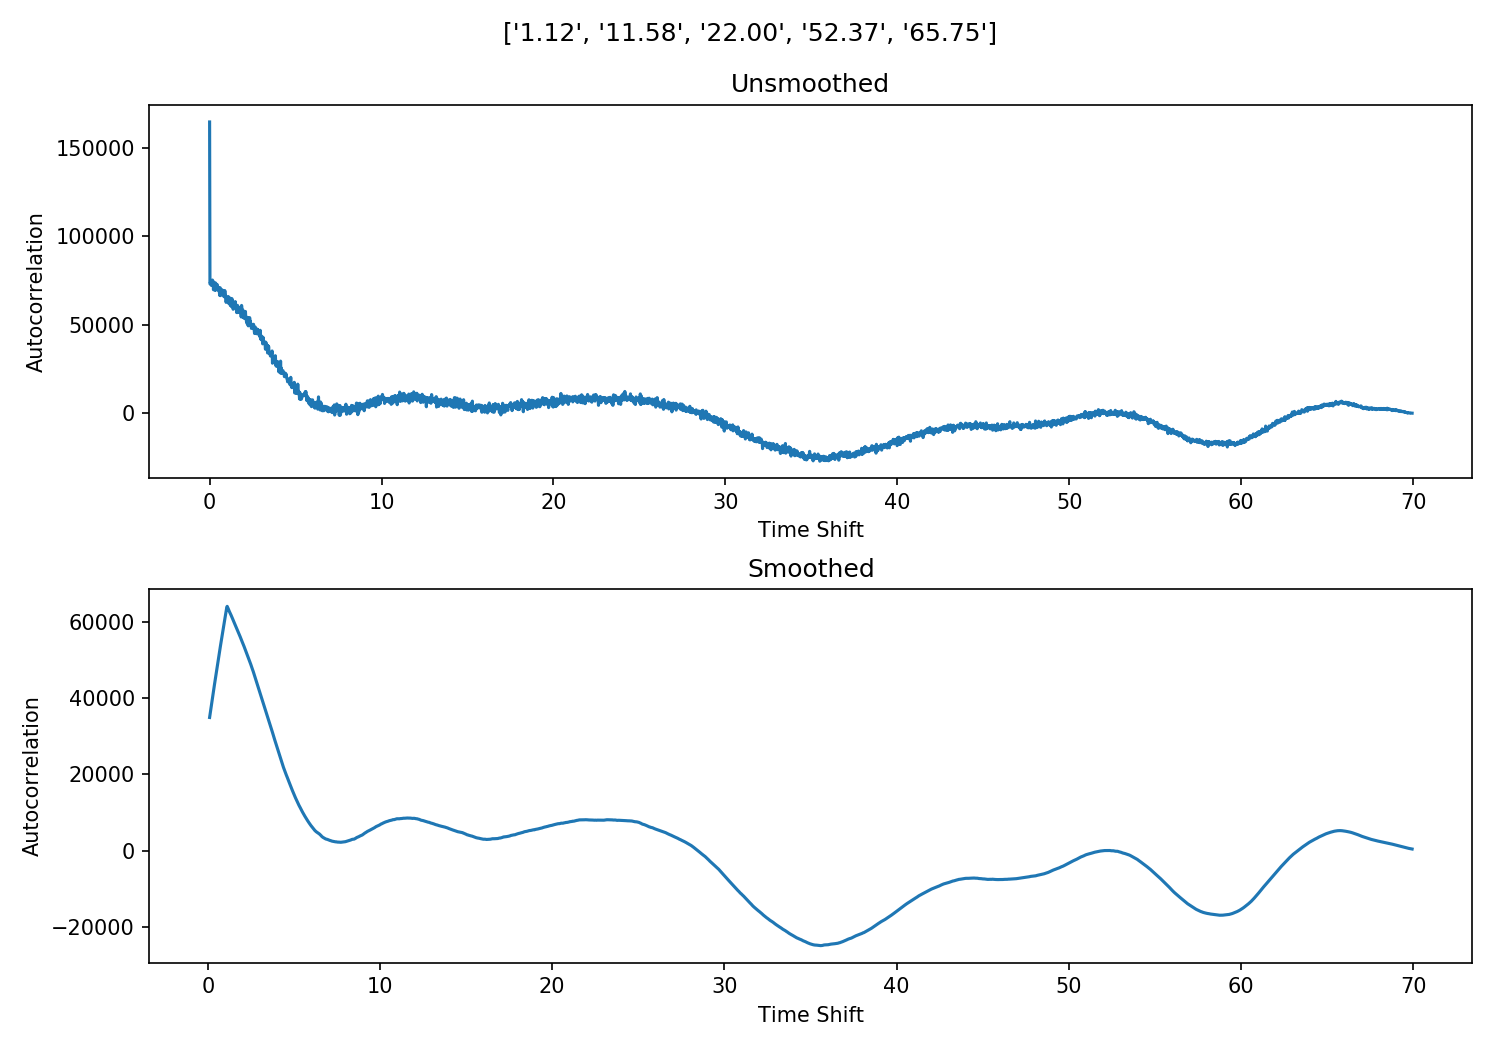 ['1.12', '11.58', '22.00', '52.37', '65.75']
Unsmoothed
150000
100000
50000
0
Autocorrelation
0 10 20 30 40 50 60 70
Time Shift
Smoothed
60000
40000
20000
0
−20000
Autocorrelation
0 10 20 30 40 50 60 70
Time Shift